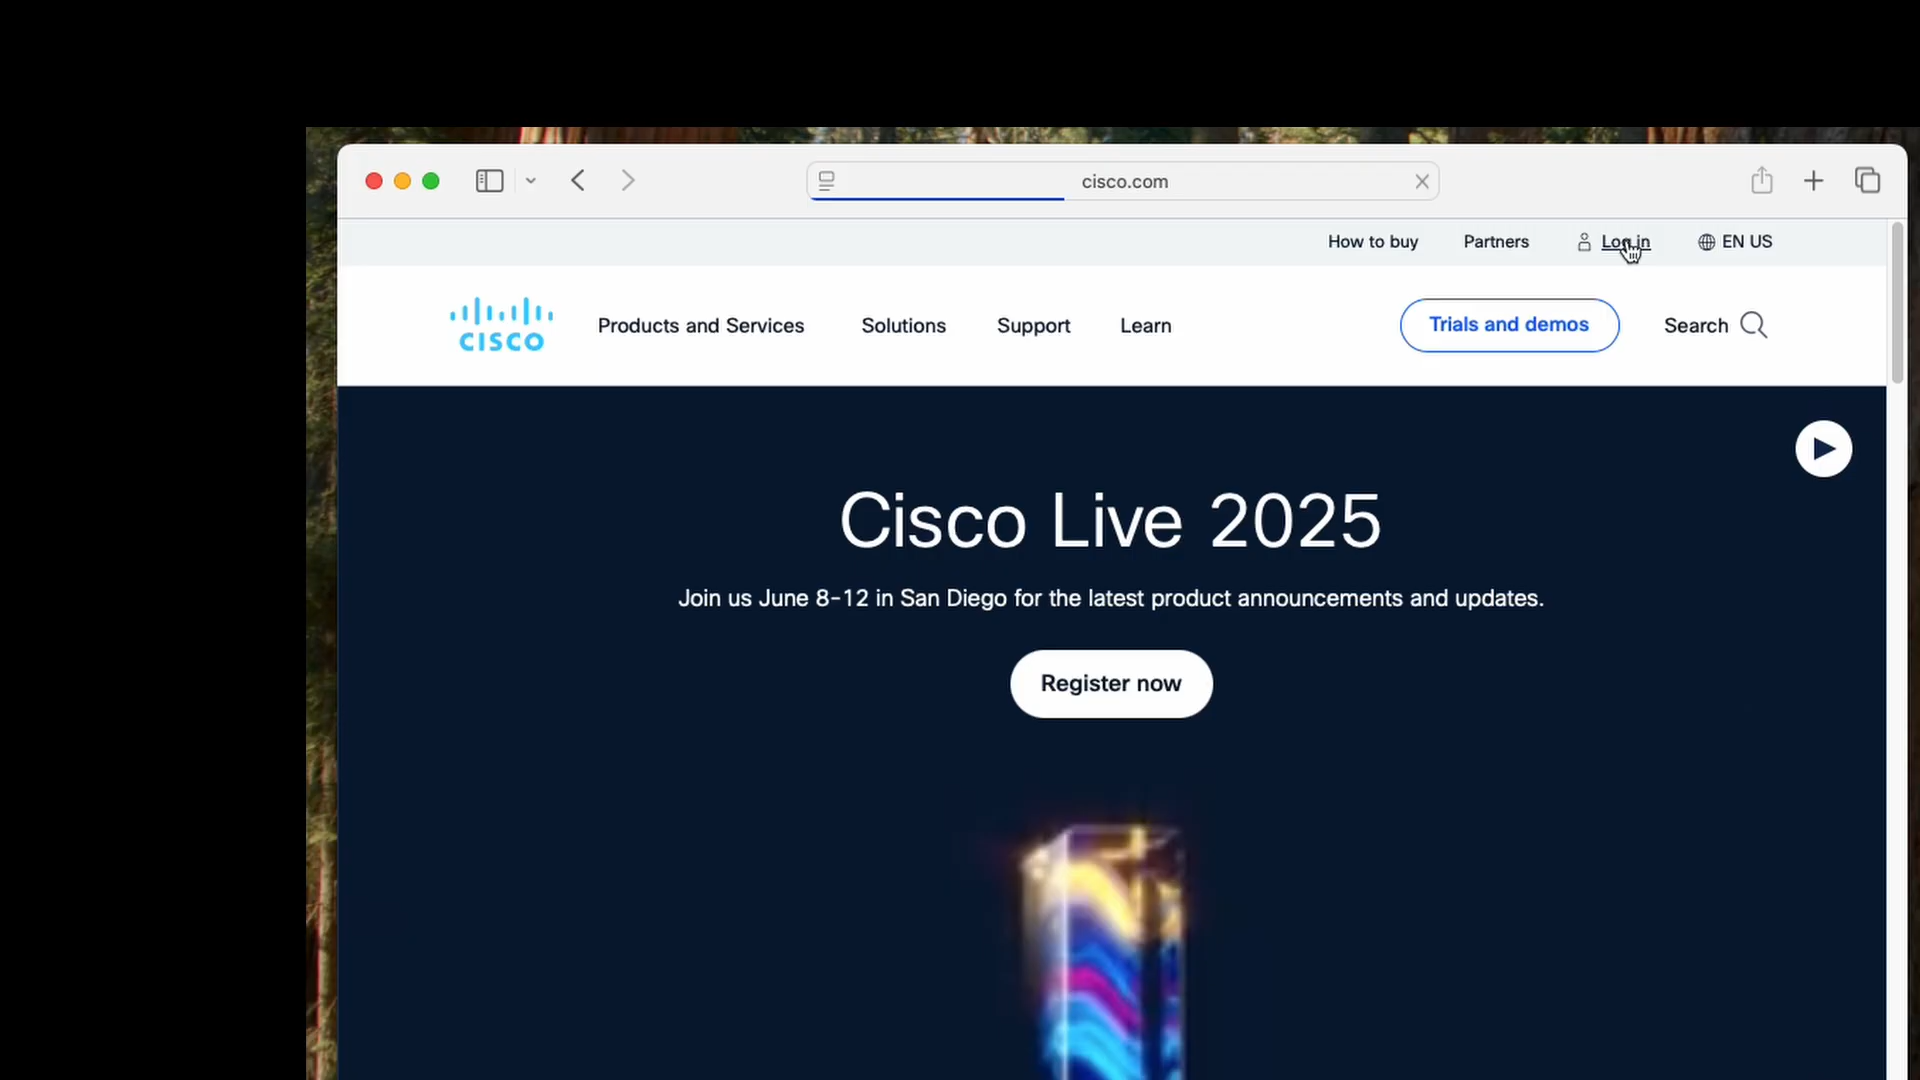 cisco.com
How to buy
Partners
Log in
EN US
CISCO
Products and Services
Solutions
Support
Learn
Trials and demos
Search
Cisco Live 2025
Join us June 8-12 in San Diego for the latest product announcements and updates.
Register now